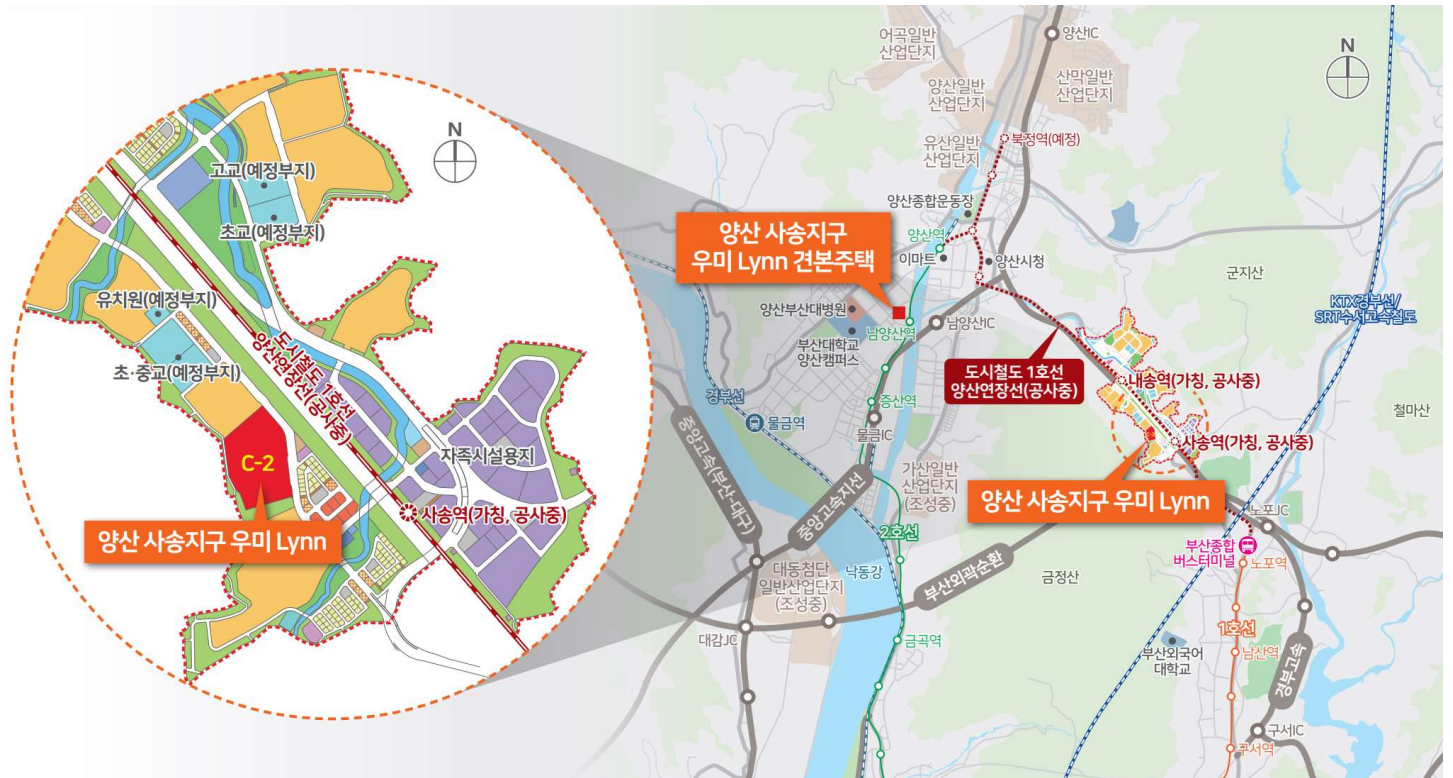 N
고교(예정부지)
초교(예정부지)
유치원(예정부지)
초·중교(예정부지)
도시철도 1호선
양산연장선(공사중)
자족시설용지
C-2
사송역(가칭, 공사중)
양산 사송지구 우미 Lynn
N
어곡일반
산업단지
양산IC
양산일반
산업단지
산막일반
산업단지
유산일반
산업단지
북정역(예정)
양산종합운동장
양산역
이마트
양산시청
양산 사송지구
우미 Lynn 견본주택
군지산
KTX경부선/
SRT수서고속철도
양산부산대병원
부산대학교
양산캠퍼스
남양산역
남양산IC
도시철도 1호선
양산연장선(공사중)
내송역(가칭, 공사중)
철마산
경부선
물금역
증산역
물금IC
사송역(가칭, 공사중)
중앙고속(부산-대구)
중앙고속지선
가산일반
산업단지
(조성중)
양산 사송지구 우미 Lynn
노포JC
2호선
부산종합
버스터미널
노포역
대동첨단
일반산업단지
(조성중)
낙동강
부산외곽순환
금정산
대감JC
금곡역
1호선
부산외국어
대학교
남산역
경부고속
구서IC
구서역